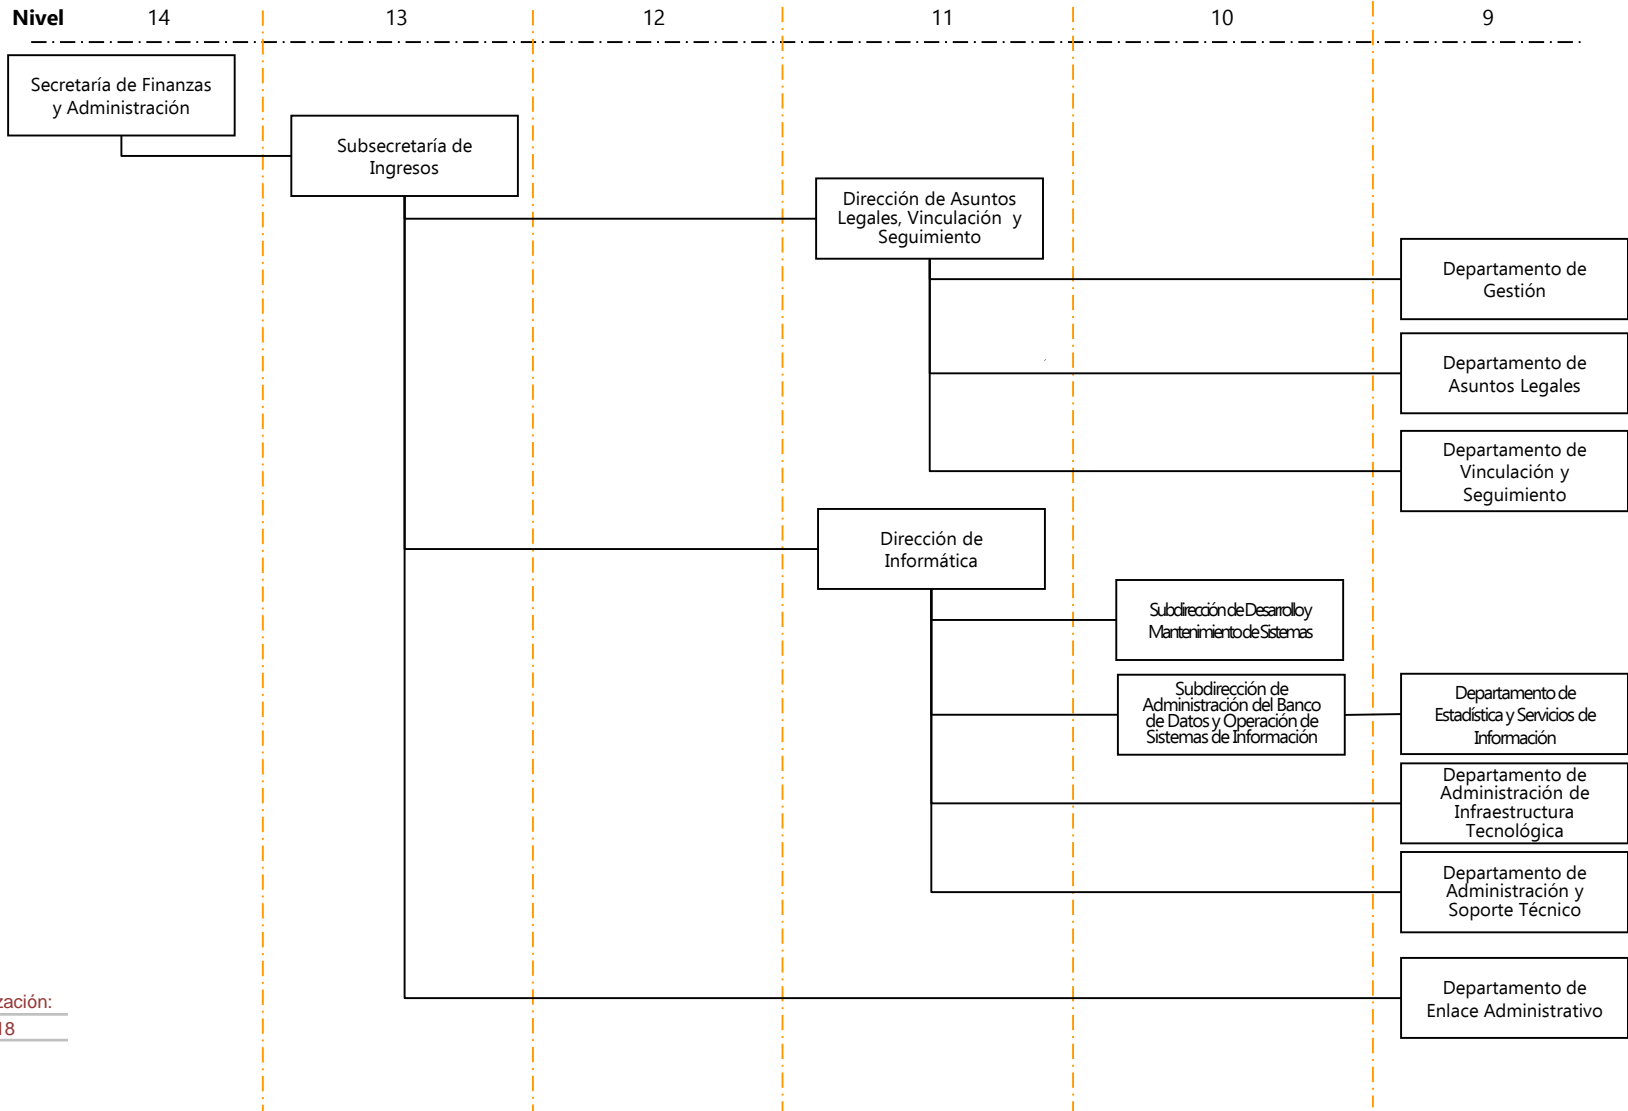 Nivel 14 13 12 11 10 9
Secretaría de Finanzas
y Administración
Subsecretaría de
Ingresos
Dirección de Asuntos
Legales, Vinculación y
Seguimiento
Departamento de
Gestión
Departamento de
Asuntos Legales
Departamento de
Vinculación y
Seguimiento
Dirección de
Informática
Subdirección de Desarrollo y
Mantenimiento de Sistemas
Subdirección de
Administración del Banco
de Datos y Operación de
Sistemas de Información
Departamento de
Estadística y Servicios de
Información
Departamento de
Administración de
Infraestructura
Tecnológica
Departamento de
Administración y
Soporte Técnico
Departamento de
Enlace Administrativo
zación:
18